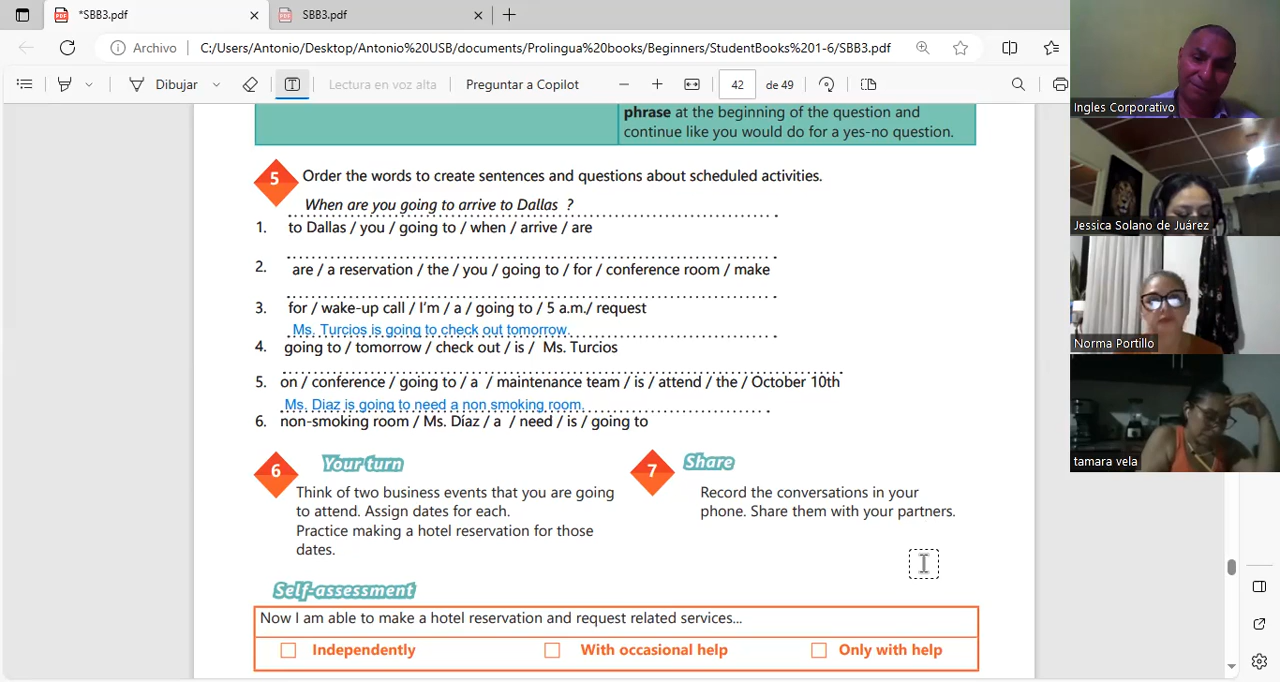 *SBB3.pdf
SBB3.pdf
Archivo
C:/Users/Antonio/Desktop/Antonio%20USB/documents/Prolingua%20books/Beginners/StudentBooks%201-6/SBB3.pdf
Dibujar
Lectura en voz alta
Preguntar a Copilot
42
de 49
phrase at the beginning of the question and
continue like you would do for a yes-no question.
5
Order the words to create sentences and questions about scheduled activities.
When are you going to arrive to Dallas ?
1. to Dallas / you / going to / when / arrive / are
2. are / a reservation / the / you / going to / for / conference room / make
3. for / wake-up call / I'm / a / going to / 5 a.m./ request
Ms. Turcios is going to check out tomorrow.
4. going to / tomorrow / check out / is / Ms. Turcios
5. on / conference / going to / a / maintenance team / is / attend / the / October 10th
Ms. Diaz is going to need a non smoking room.
6. non-smoking room / Ms. Díaz / a / need / is / going to
6
Your turn
Think of two business events that you are going
to attend. Assign dates for each.
Practice making a hotel reservation for those
dates.
7
Share
Record the conversations in your
phone. Share them with your partners.
Self-assessment
Now I am able to make a hotel reservation and request related services...
Independently
With occasional help
Only with help
Ingles Corporativo
Jessica Solano de Juárez
Norma Portillo
tamara vela